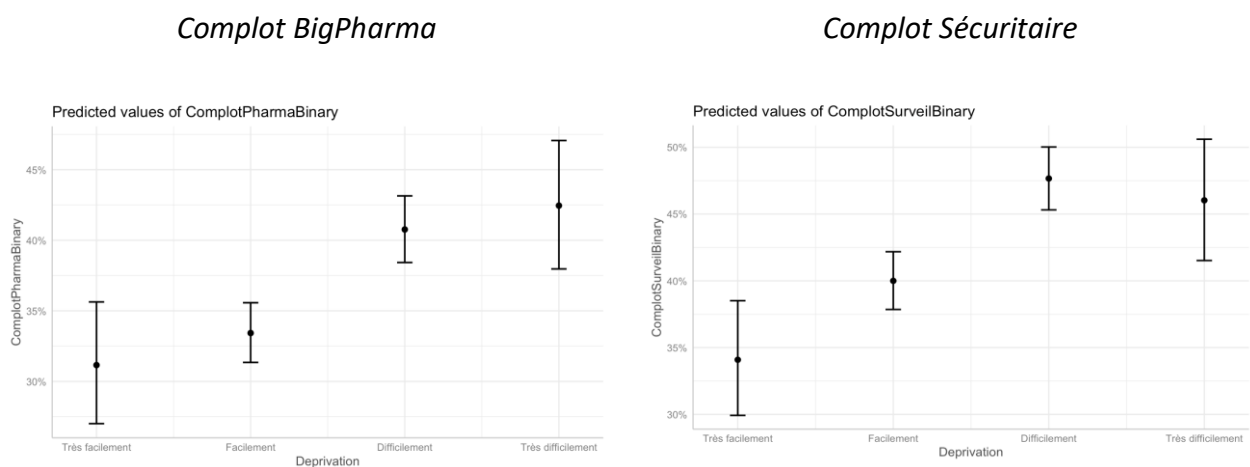 Complot BigPharma
Complot Sécuritaire
Predicted values of ComplotPharmaBinary
ComplotPharmaBinary
45%
40%
35%
30%
Très facilement
Facilement
Difficilement
Très difficilement
Deprivation
Predicted values of ComplotSurveilBinary
ComplotSurveilBinary
50%
45%
40%
35%
30%
Très facilement
Facilement
Difficilement
Très difficilement
Deprivation